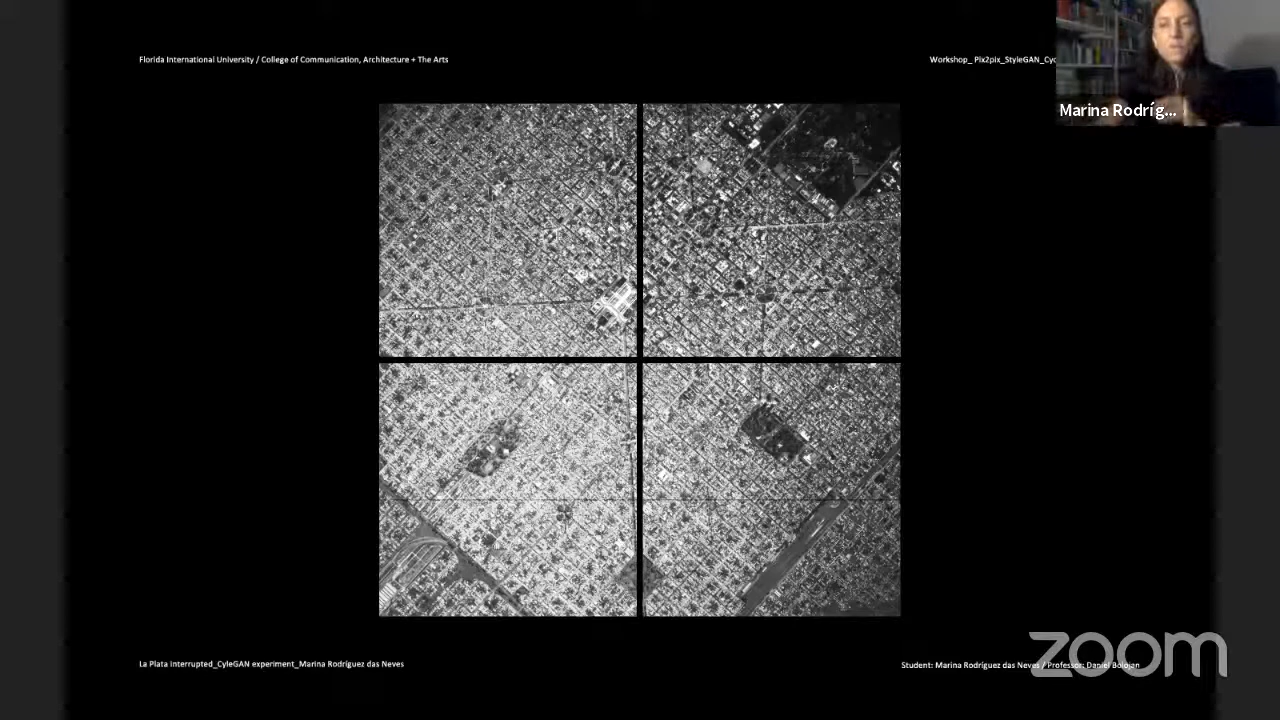 Florida International University / College of Communication, Architecture + The Arts
Workshop_ Pix2pix_StyleGAN_Cyc
Marina Rodríg...
La Plata interrupted_CyleGAN experiment_Marina Rodríguez das Neves
Student: Marina Rodríguez das Neves / Professor: Daniel Bolojan
zoom